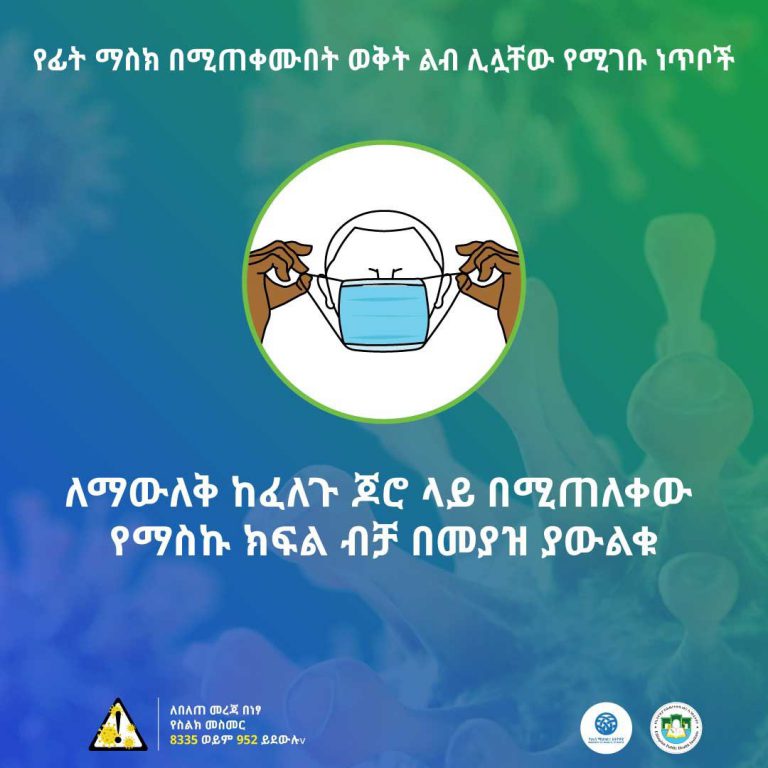 የፊት ማስክ በሚጠቀሙበት ወቅት ልብ ሊሏቸው የሚገቡ ነጥቦች
ለማውለቅ ከፈለጉ ጆሮ ላይ በሚጠለቀው
የማስኩ ክፍል ብቻ በመያዝ ያውልቁ
ለበለጠ መረጃ በነፃ
የስልክ መስመር
8335 ወይም 952 ይደውሉv